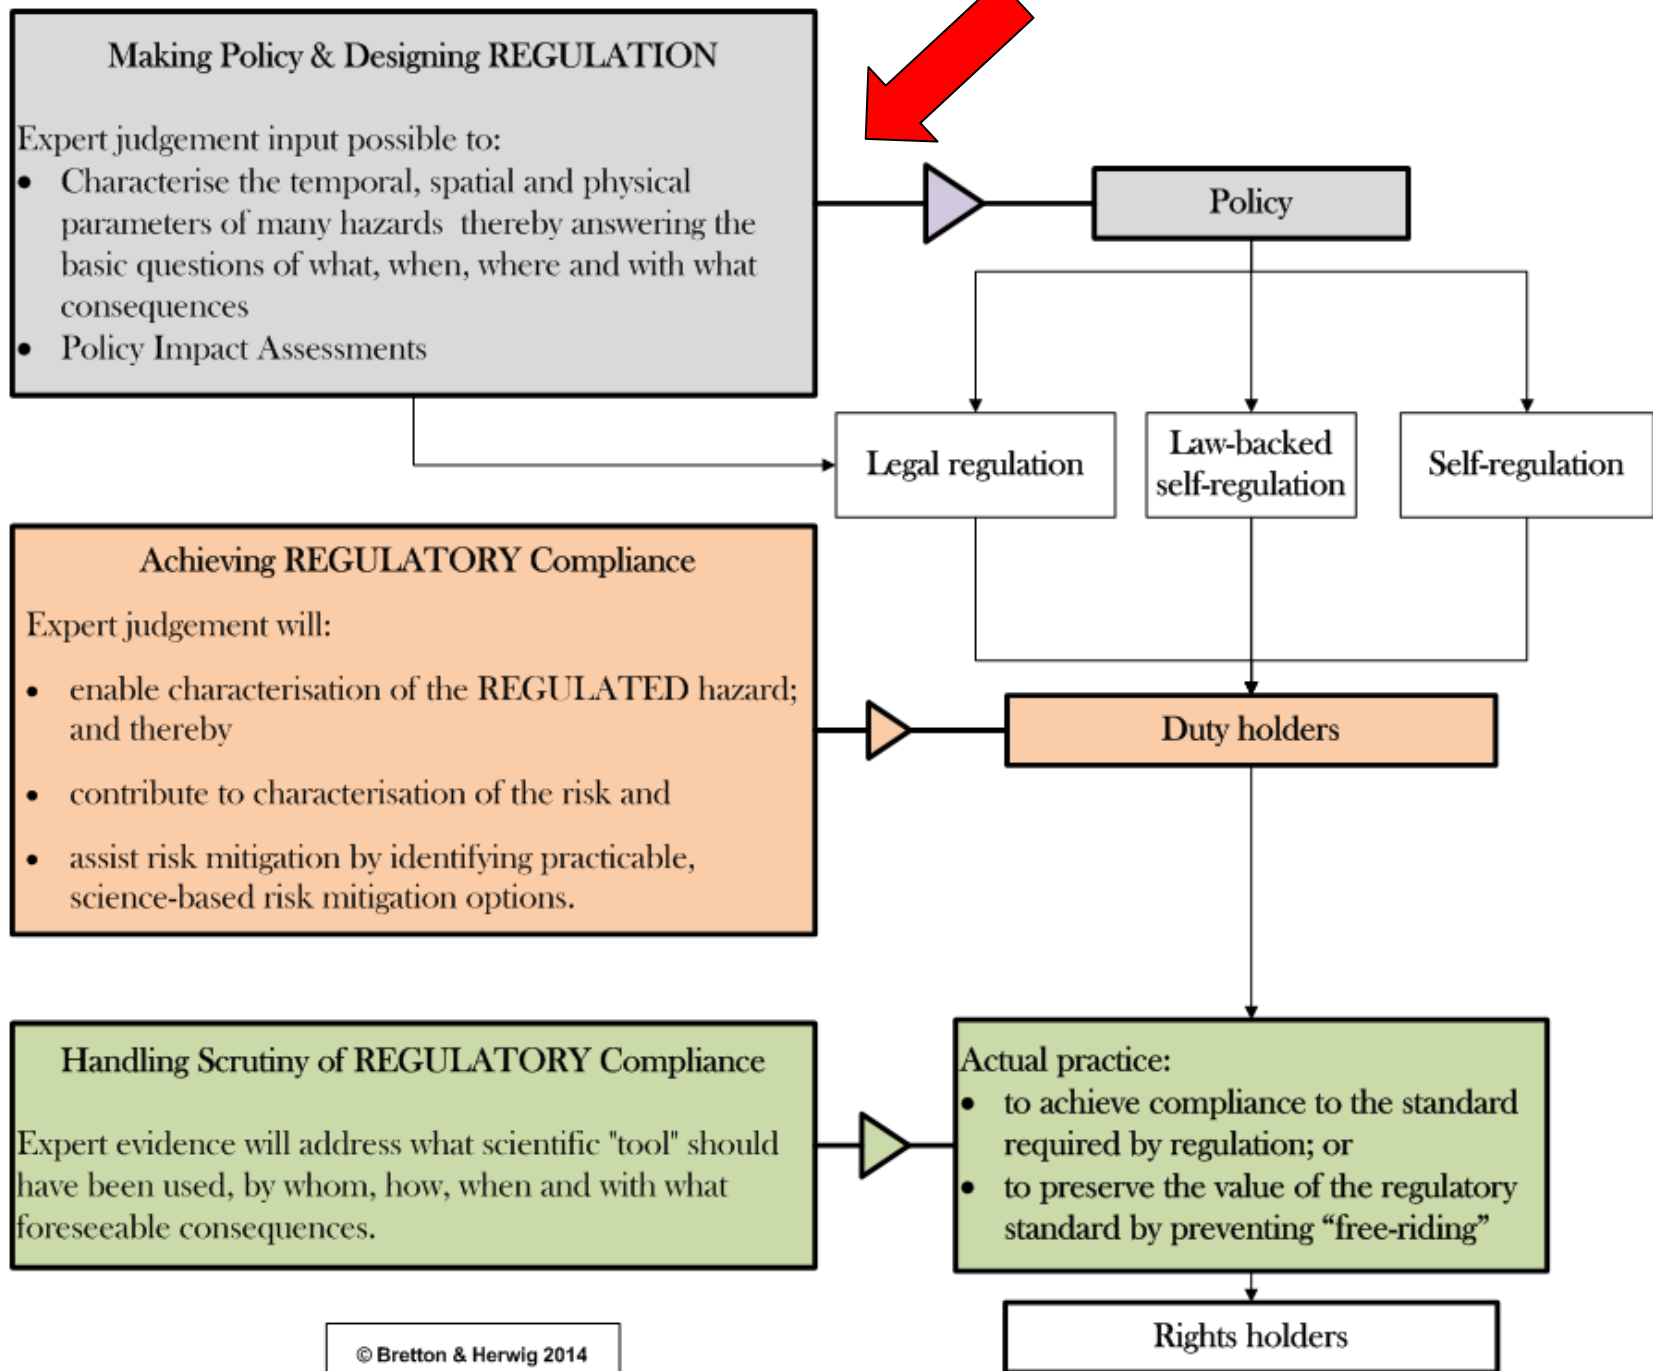 Making Policy & Designing REGULATION
Expert judgement input possible to:
• Characterise the temporal, spatial and physical
parameters of many hazards thereby answering the
basic questions of what, when, where and with what
consequences
• Policy Impact Assessments
Policy
Legal regulation
Law-backed
self-regulation
Self-regulation
Achieving REGULATORY Compliance
Expert judgement will:
• enable characterisation of the REGULATED hazard;
and thereby
• contribute to characterisation of the risk and
• assist risk mitigation by identifying practicable,
science-based risk mitigation options.
Duty holders
Handling Scrutiny of REGULATORY Compliance
Expert evidence will address what scientific "tool" should
have been used, by whom, how, when and with what
foreseeable consequences.
Actual practice:
• to achieve compliance to the standard
required by regulation; or
• to preserve the value of the regulatory
standard by preventing “free-riding”
Rights holders
© Bretton & Herwig 2014